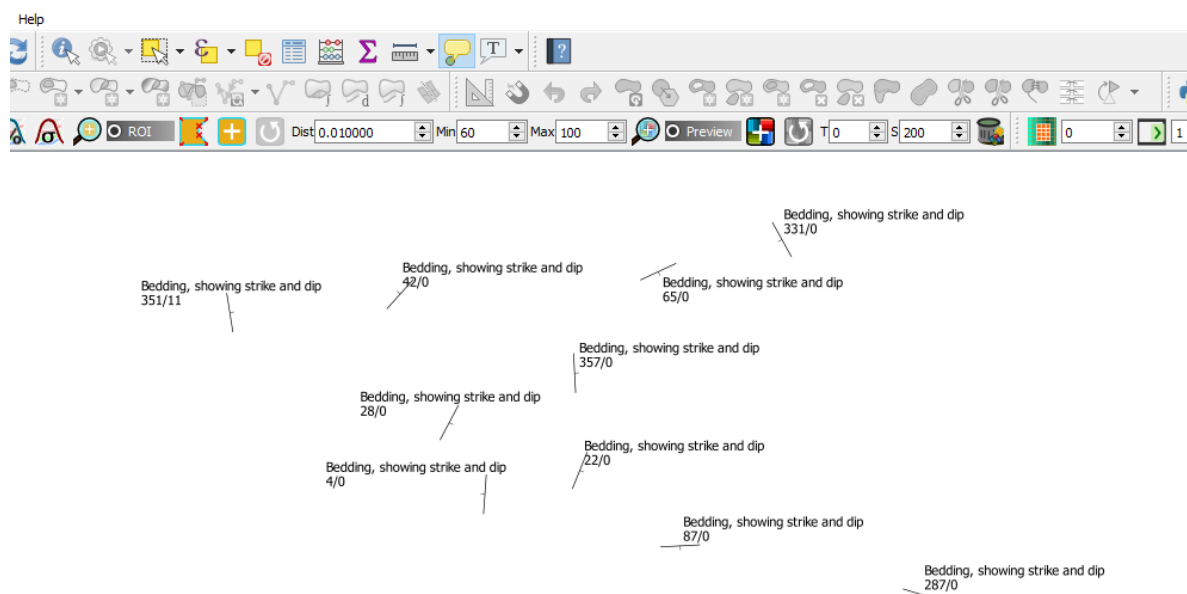 Help
ROI
Dist 0.010000 Min 60 Max 100 Preview T 0 S 200 0 1
Bedding, showing strike and dip
331/0
Bedding, showing strike and dip
42/0
Bedding, showing strike and dip
65/0
Bedding, showing strike and dip
351/11
Bedding, showing strike and dip
357/0
Bedding, showing strike and dip
28/0
Bedding, showing strike and dip
22/0
Bedding, showing strike and dip
4/0
Bedding, showing strike and dip
87/0
Bedding, showing strike and dip
287/0